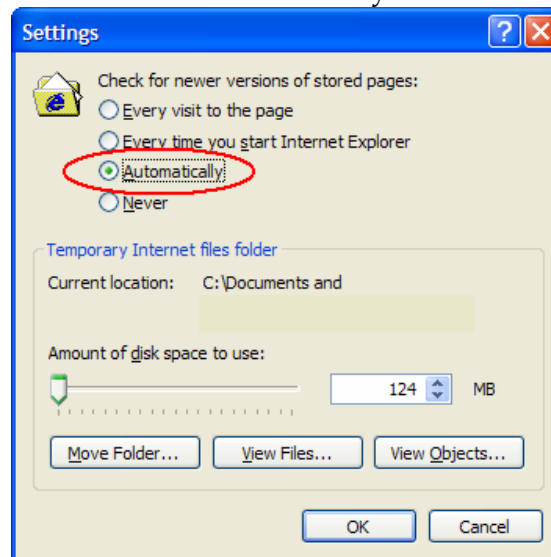 Settings
Check for newer versions of stored pages:
Every visit to the page
Every time you start Internet Explorer
Automatically
Never
Temporary Internet files folder
Current location: C:\Documents and
Amount of disk space to use:
124 MB
Move Folder... View Files... View Objects...
OK Cancel